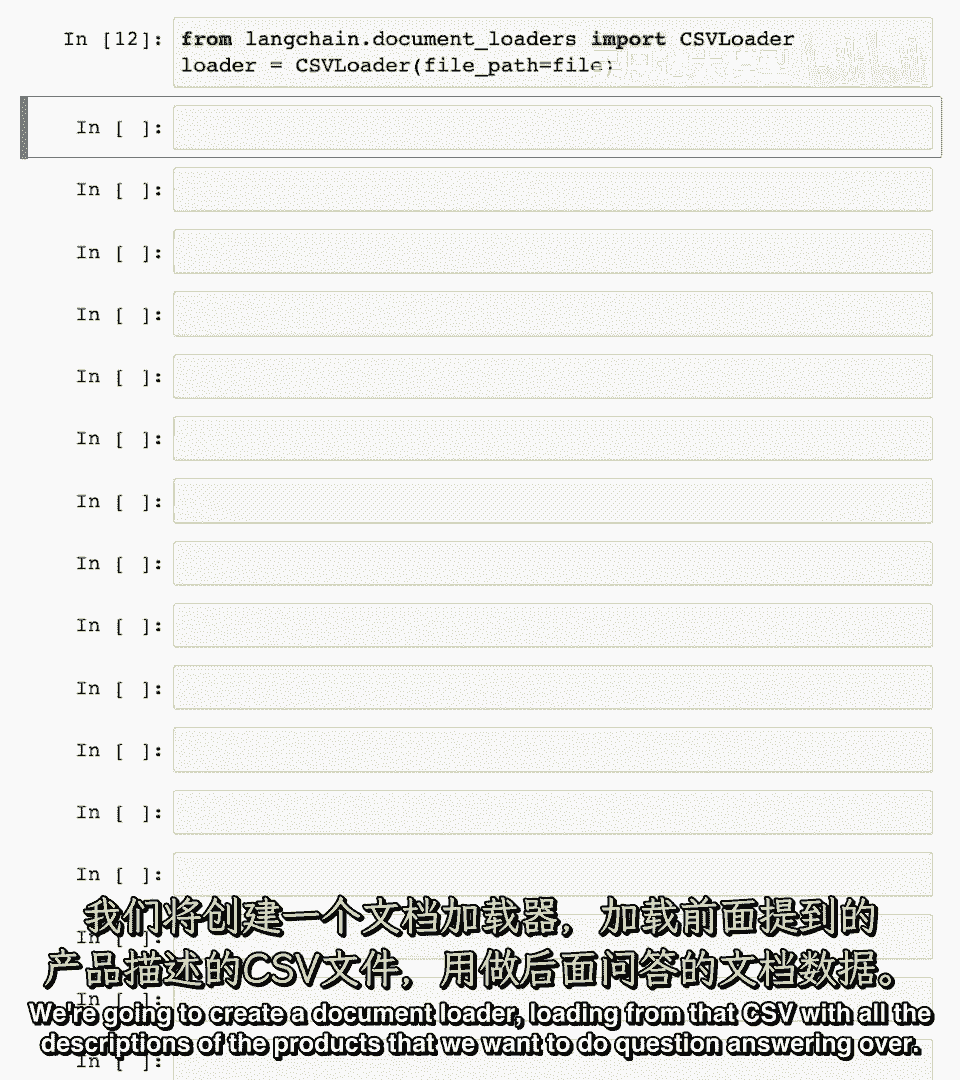 In [12]: from langchain.document_loaders import CSVLoader
loader = CSVLoader(file_path=file)
In [ ]:
In [ ]:
In [ ]:
In [ ]:
In [ ]:
In [ ]:
In [ ]:
In [ ]:
In [ ]:
In [ ]:
In [ ]:
In [ ]:
In [ ]:
In [ ]:
我们将创建一个文档加载器，加载前面提到的
In [ ]:
产品描述的CSV文件，用做后面问答的文档数据。
In [ ]:
We're going to create a document loader, loading from that CSV with all the
descriptions of the products that we want to do question answering over.
In [ ]: